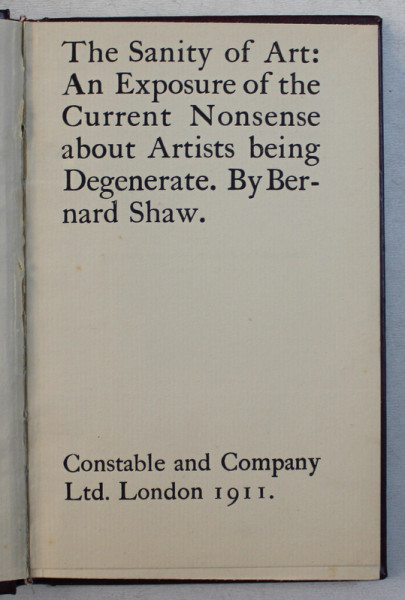 The Sanity of Art:
An Exposure of the
Current Nonsense
about Artists being
Degenerate. By Ber-
nard Shaw.
Constable and Company
Ltd. London 1911.